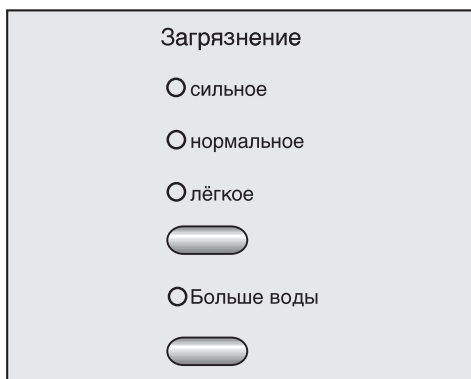 Загрязнение
сильное
нормальное
лёгкое
Больше воды